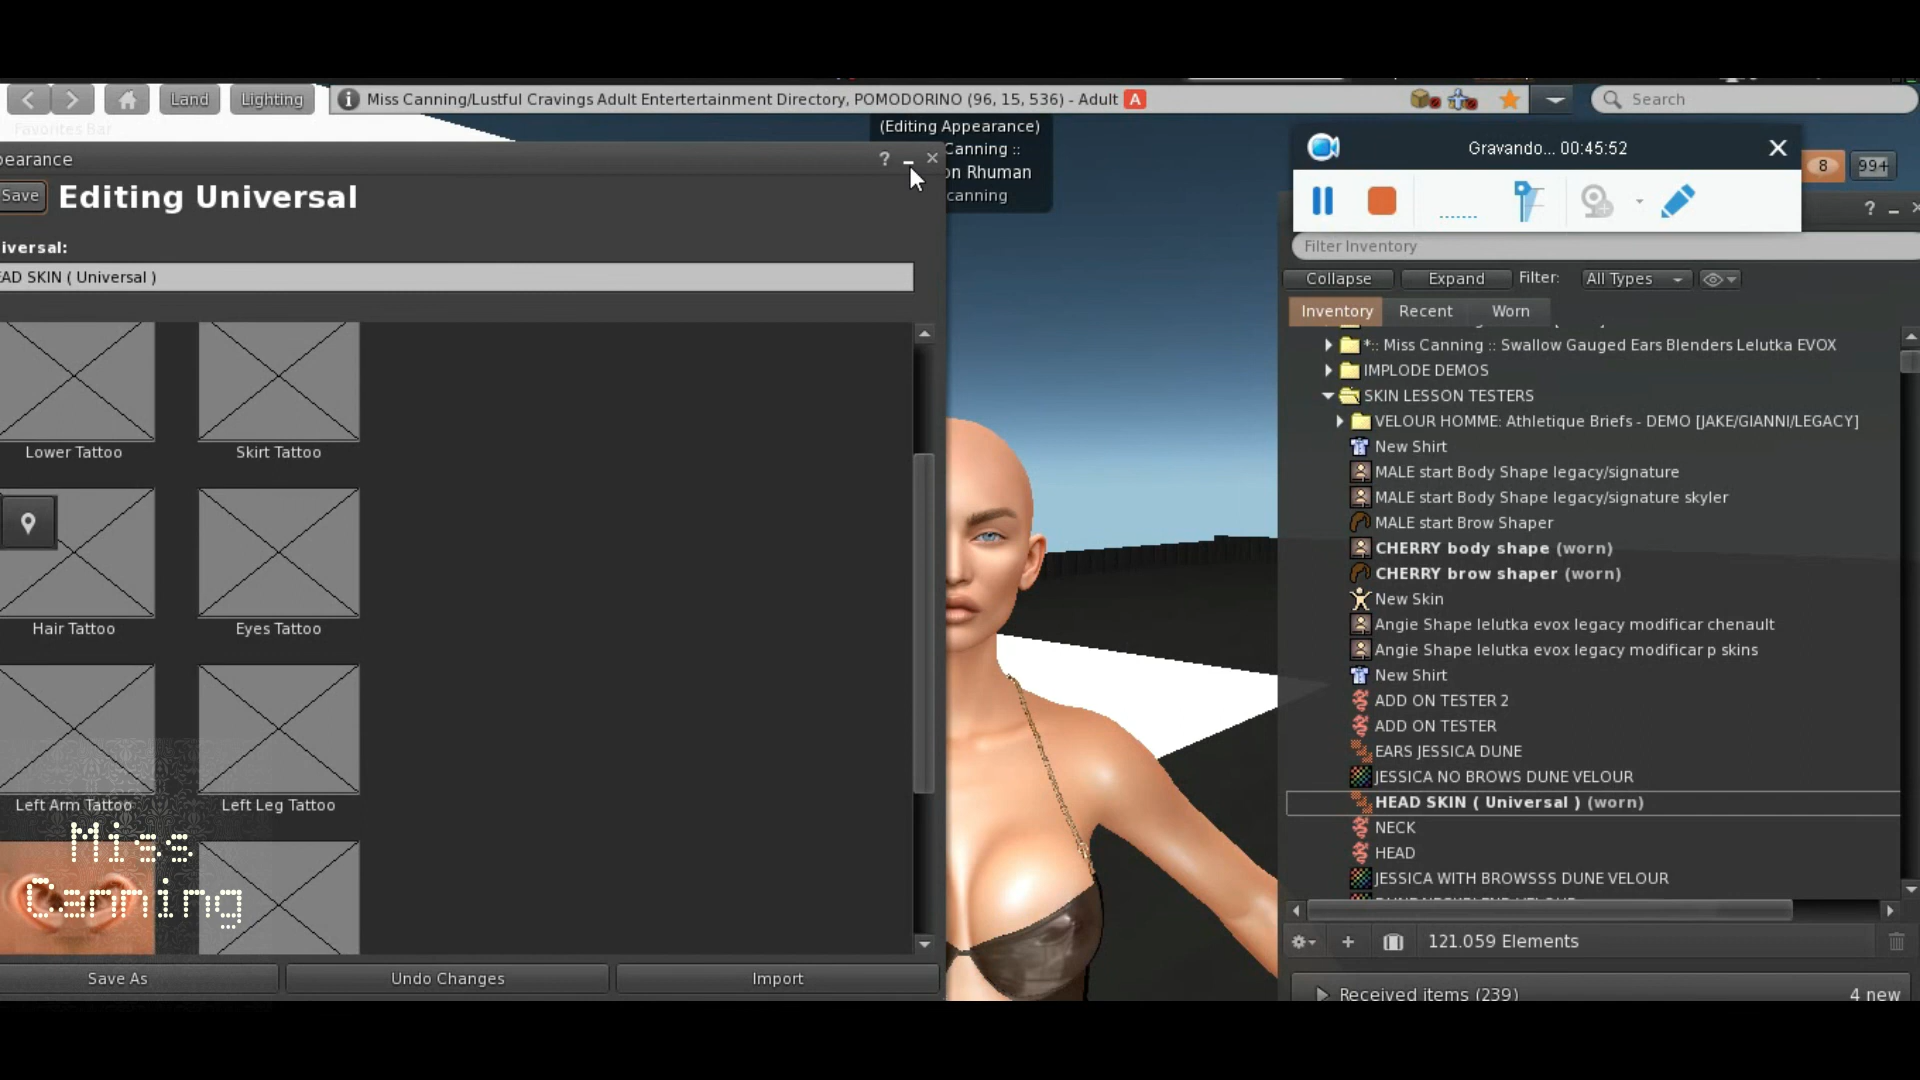 Land
Lighting
Miss Canning/Lustful Cravings Adult Entertertainment Directory, POMODORINO (96, 15, 536) - Adult
A
Search
Favorites Bar
(Editing Appearance)
Canning ::
on Rhuman
canning
Gravando... 00:45:52
8
99+
pearance
?
Save
Editing Universal
iversal:
EAD SKIN ( Universal )
Lower Tattoo
Skirt Tattoo
Hair Tattoo
Eyes Tattoo
Left Arm Tattoo
Left Leg Tattoo
Miss
Canning
Save As
Undo Changes
Import
?
Filter Inventory
Collapse
Expand
Filter:
All Types
Inventory
Recent
Worn
*:: Miss Canning :: Swallow Gauged Ears Blenders Lelutka EVOX
IMPLODE DEMOS
SKIN LESSON TESTERS
VELOUR HOMME: Athletique Briefs - DEMO [JAKE/GIANNI/LEGACY]
New Shirt
MALE start Body Shape legacy/signature
MALE start Body Shape legacy/signature skyler
MALE start Brow Shaper
CHERRY body shape (worn)
CHERRY brow shaper (worn)
New Skin
Angie Shape lelutka evox legacy modificar chenault
Angie Shape lelutka evox legacy modificar p skins
New Shirt
ADD ON TESTER 2
ADD ON TESTER
EARS JESSICA DUNE
JESSICA NO BROWS DUNE VELOUR
HEAD SKIN ( Universal ) (worn)
NECK
HEAD
JESSICA WITH BROWSSS DUNE VELOUR
121.059 Elements
Received items (239)
4 new